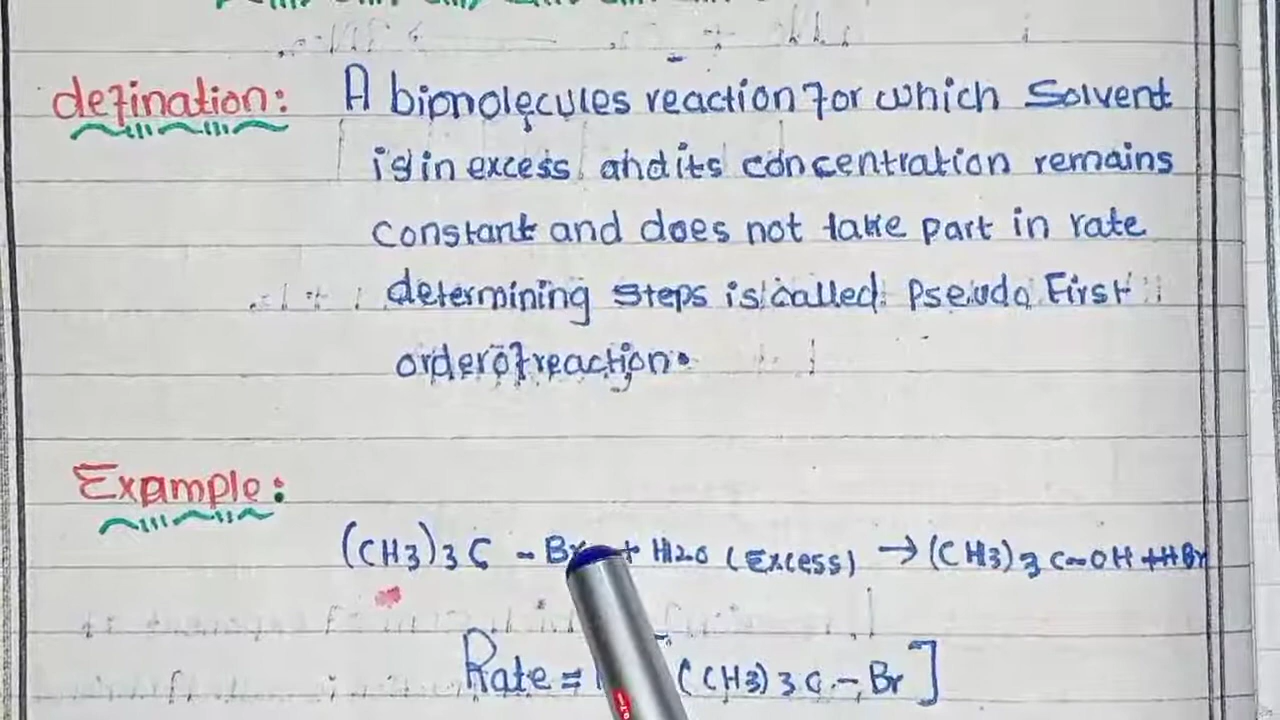 defination: A bimolecules reaction for which Solvent
is in excess and its concentration remains
constant and does not take part in rate
determining steps is called Pseudo First
order of reaction.
Example:
(CH3)3C - Br + H2O (Excess) → (CH3)3C-OH + HBr
Rate = (CH3)3C-Br]